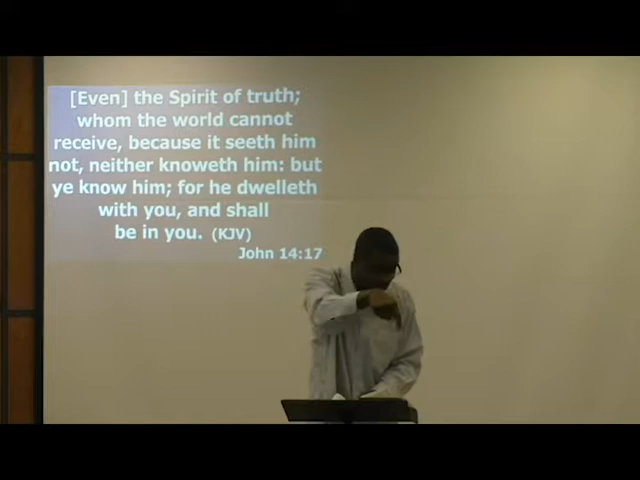 [Even] the Spirit of truth;
whom the world cannot
receive, because it seeth him
not, neither knoweth him: but
ye know him; for he dwelleth
with you, and shall
be in you. (KJV)
John 14:17